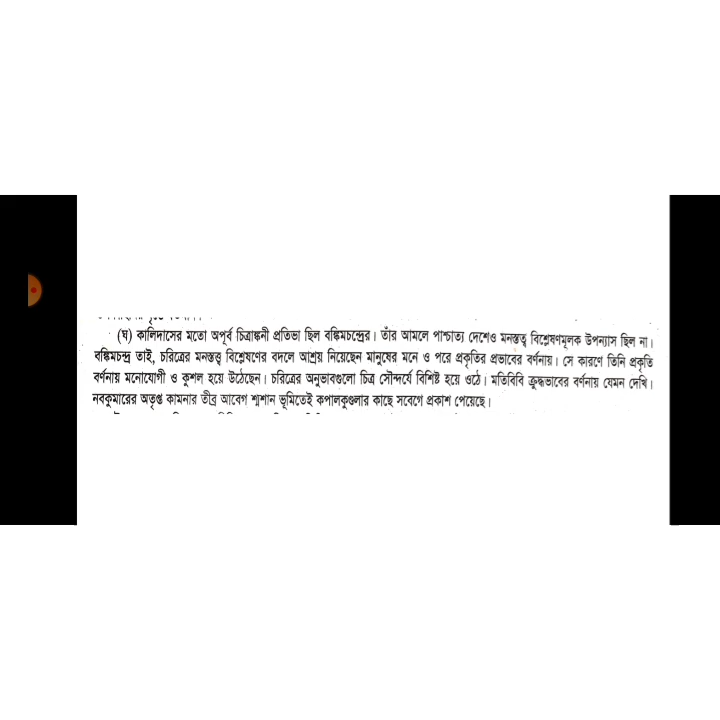 (ঘ) কালিদাসের মতো অপূর্ব চিত্রাঙ্কনী প্রতিভা ছিল বঙ্কিমচন্দ্রের। তাঁর আমলে পাশ্চাত্য দেশেও মনস্তত্ত্ব বিশ্লেষণমূলক উপন্যাস ছিল না।
বঙ্কিমচন্দ্র তাই, চরিত্রের মনস্তত্ত্ব বিশ্লেষণের বদলে আশ্রয় নিয়েছেন মানুষের মনে ও পরে প্রকৃতির প্রভাবের বর্ণনায়। সে কারণে তিনি প্রকৃতি
বর্ণনায় মনোযোগী ও কুশল হয়ে উঠেছেন। চরিত্রের অনুভাবগুলো চিত্র সৌন্দর্যে বিশিষ্ট হয়ে ওঠে। মতিবিবি ক্রুদ্ধভাবের বর্ণনায় যেমন দেখি।
নবকুমারের অতৃপ্ত কামনার তীব্র আবেগ শ্মশান ভূমিতেই কপালকুণ্ডলার কাছে সবেগে প্রকাশ পেয়েছে।